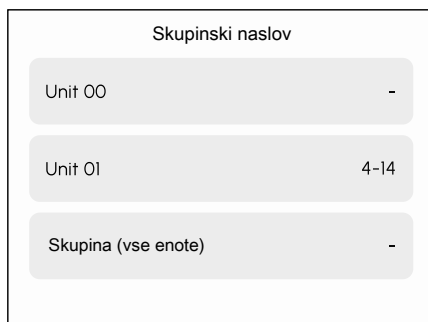 Skupinski naslov
Unit 00 -
Unit 01 4-14
Skupina (vse enote) -